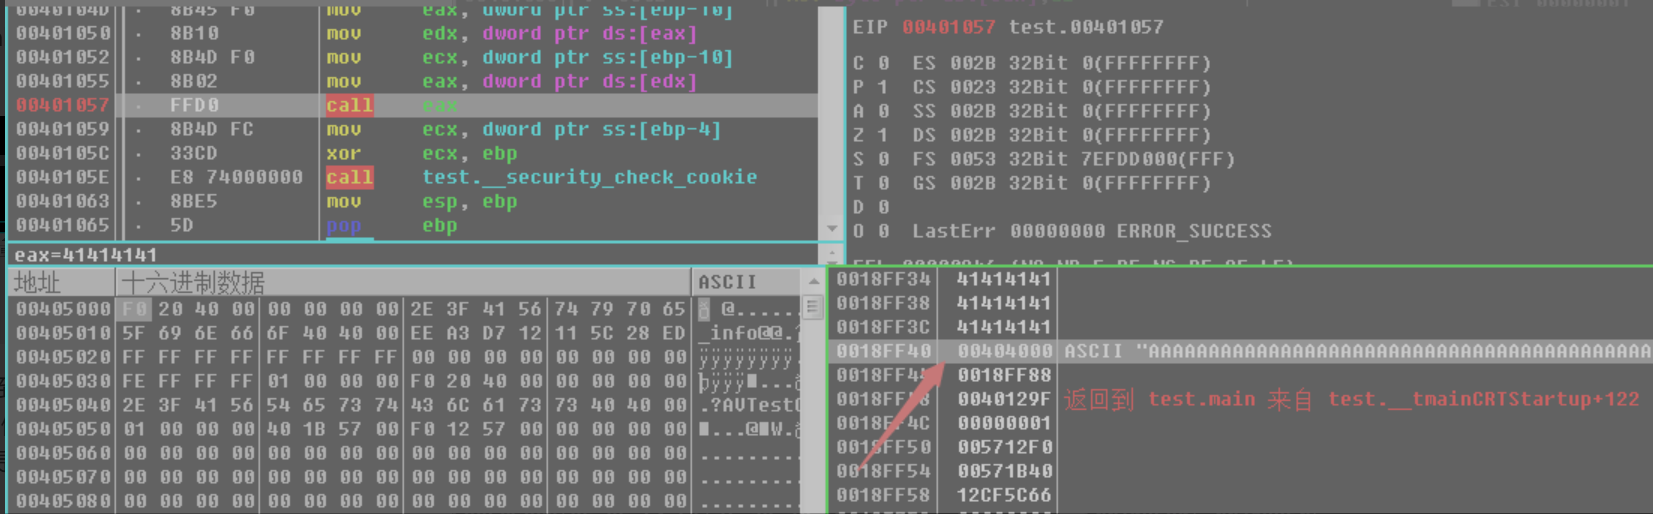 0040104D 8B45 F0 mov eax, dword ptr ss:[ebp-10]
00401050 . 8B10 mov edx, dword ptr ds:[eax]
00401052 . 8B4D F0 mov ecx, dword ptr ss:[ebp-10]
00401055 . 8B02 mov eax, dword ptr ds:[edx]
00401057 . FFD0 call eax
00401059 . 8B4D FC mov ecx, dword ptr ss:[ebp-4]
0040105C . 33CD xor ecx, ebp
0040105E . E8 74000000 call test.__security_check_cookie
00401063 . 8BE5 mov esp, ebp
00401065 . 5D pop ebp
eax=41414141
EIP 00401057 test.00401057
C 0 ES 002B 32Bit 0(FFFFFFFF)
P 1 CS 0023 32Bit 0(FFFFFFFF)
A 0 SS 002B 32Bit 0(FFFFFFFF)
Z 1 DS 002B 32Bit 0(FFFFFFFF)
S 0 FS 0053 32Bit 7EFDD000(FFF)
T 0 GS 002B 32Bit 0(FFFFFFFF)
D 0
O 0 LastErr 00000000 ERROR_SUCCESS
地址 十六进制数据 ASCII
00405000 F0 20 40 00 00 00 00 00 2E 3F 41 56 74 79 70 65 ð @......
00405010 5F 69 6E 66 6F 40 40 00 EE A3 D7 12 11 5C 28 ED _info@@.
00405020 FF FF FF FF FF FF FF FF 00 00 00 00 00 00 00 00 ÿÿÿÿÿÿÿÿ
00405030 FE FF FF FF 01 00 00 00 F0 20 40 00 00 00 00 00 þÿÿÿ■...
00405040 2E 3F 41 56 54 65 73 74 43 6C 61 73 73 40 40 00 .?AVTest
00405050 01 00 00 00 40 1B 57 00 F0 12 57 00 00 00 00 00 ■...@■W.
00405060 00 00 00 00 00 00 00 00 00 00 00 00 00 00 00 00 ........
00405070 00 00 00 00 00 00 00 00 00 00 00 00 00 00 00 00 ........
00405080 00 00 00 00 00 00 00 00 00 00 00 00 00 00 00 00 ........
0018FF34 41414141
0018FF38 41414141
0018FF3C 41414141
0018FF40 00404000 ASCII "AAAAAAAAAAAAAAAAAAAAAAAAAAAAAAAAAAAAAAAAAA
0018FF44 0018FF88
0040129F 返回到 test.main 来自 test.__tmainCRTStartup+122
00000001
0018FF50 005712F0
0018FF54 00571B40
0018FF58 12CF5C66